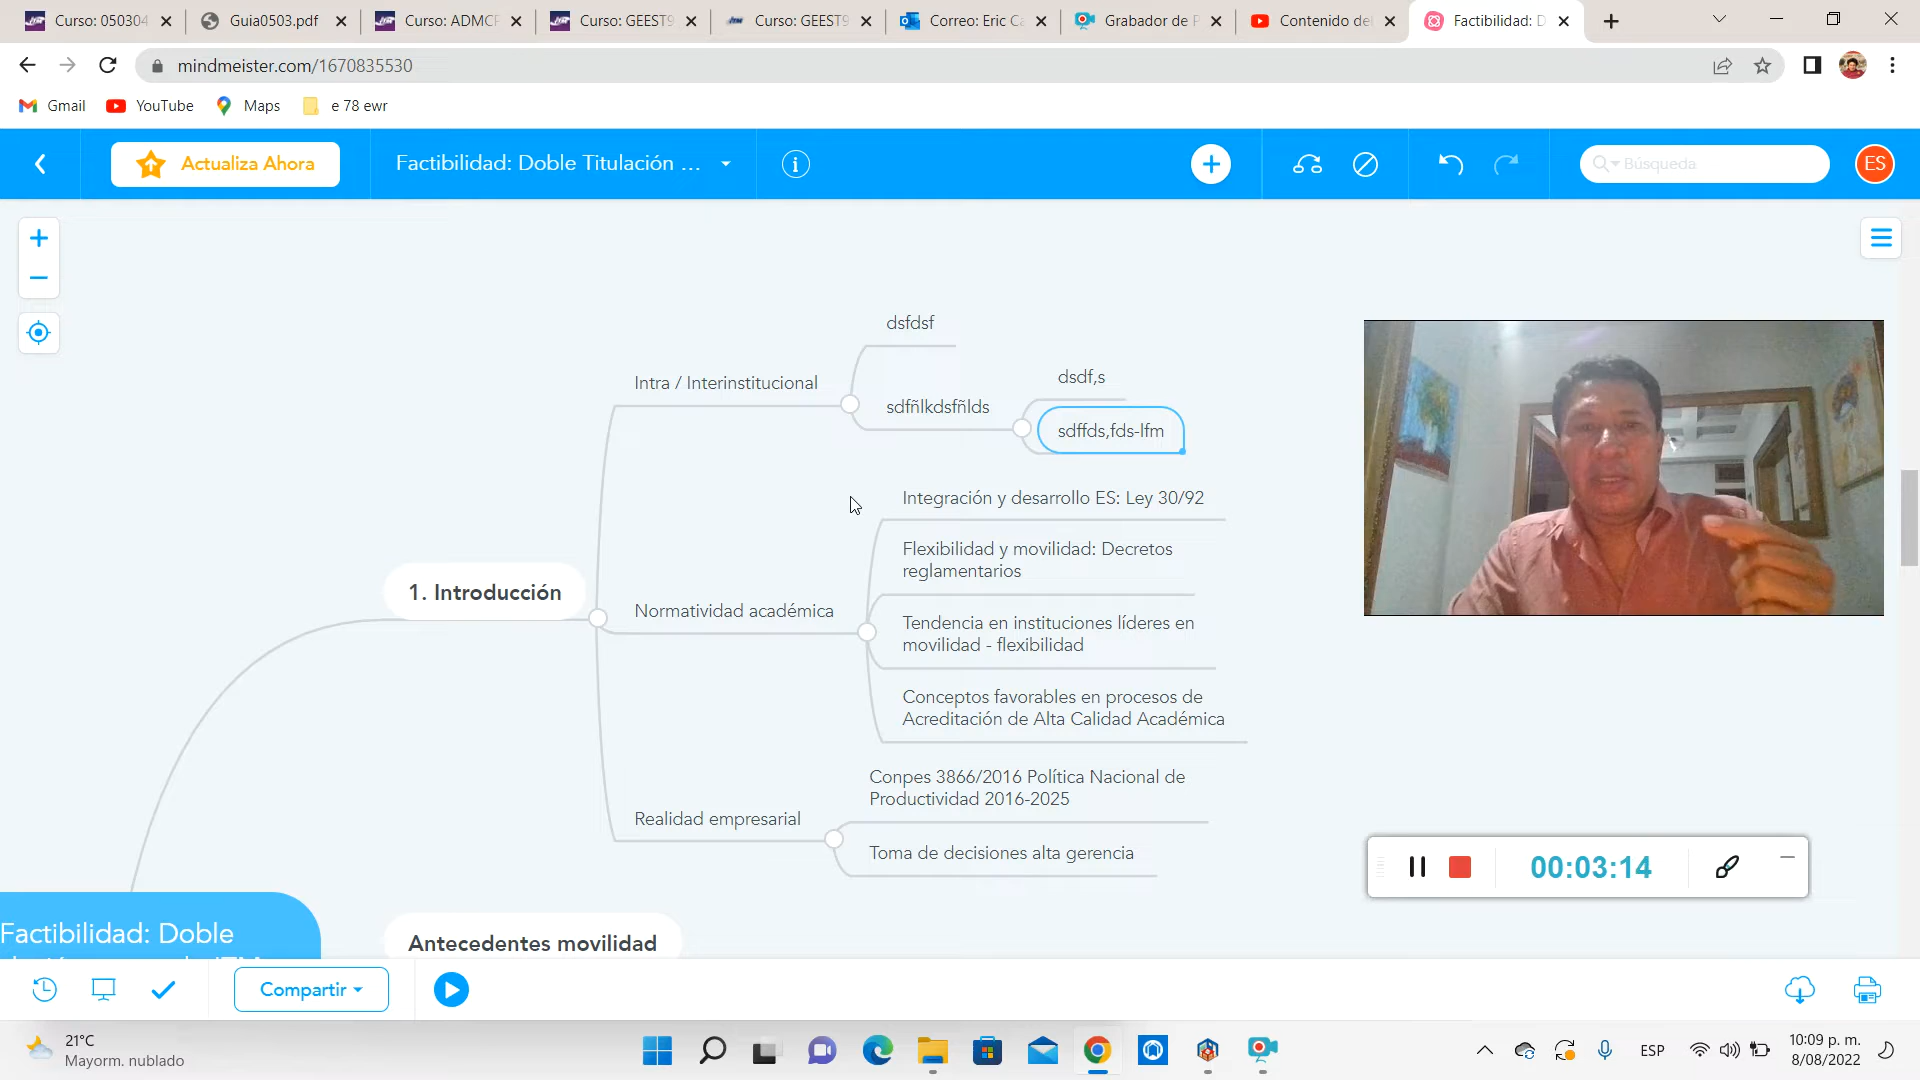 Curso: 050304
Guia0503.pdf
Curso: ADMCF
Curso: GEEST9
Curso: GEEST9
Correo: Eric Ca
Grabador de P
Contenido del
Factibilidad: D
mindmeister.com/1670835530
Gmail
YouTube
Maps
e 78 ewr
Actualiza Ahora
Factibilidad: Doble Titulación ...
Búsqueda
ES
dsfdsf
Intra / Interinstitucional
dsdf,s
sdfñlkdsfñlds
sdffds,fds-lfm
Integración y desarrollo ES: Ley 30/92
Flexibilidad y movilidad: Decretos
reglamentarios
1. Introducción
Normatividad académica
Tendencia en instituciones líderes en
movilidad - flexibilidad
Conceptos favorables en procesos de
Acreditación de Alta Calidad Académica
Conpes 3866/2016 Política Nacional de
Productividad 2016-2025
Realidad empresarial
Toma de decisiones alta gerencia
00:03:14
Factibilidad: Doble
Antecedentes movilidad
Compartir
21°C
Mayorm. nublado
ESP
10:09 p. m.
8/08/2022